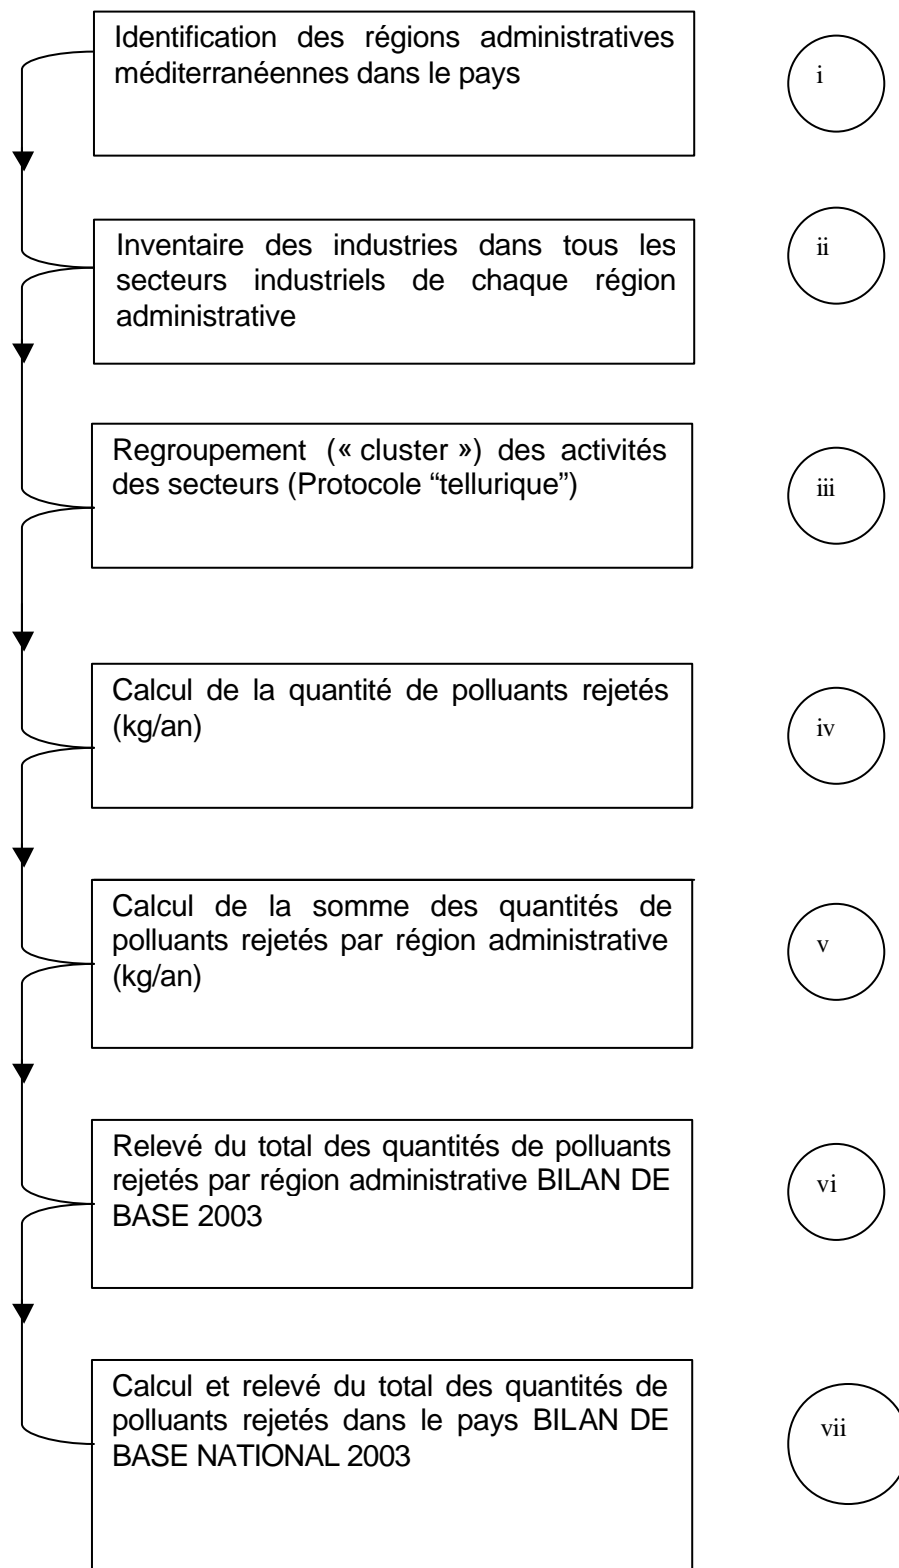 Identification des régions administratives
méditerranéennes dans le pays
i
Inventaire des industries dans tous les
secteurs industriels de chaque région
administrative
ii
Regroupement (« cluster ») des activités
des secteurs (Protocole “tellurique”)
iii
Calcul de la quantité de polluants rejetés
(kg/an)
iv
Calcul de la somme des quantités de
polluants rejetés par région administrative
(kg/an)
v
Relevé du total des quantités de polluants
rejetés par région administrative BILAN DE
BASE 2003
vi
Calcul et relevé du total des quantités de
polluants rejetés dans le pays BILAN DE
BASE NATIONAL 2003
vii